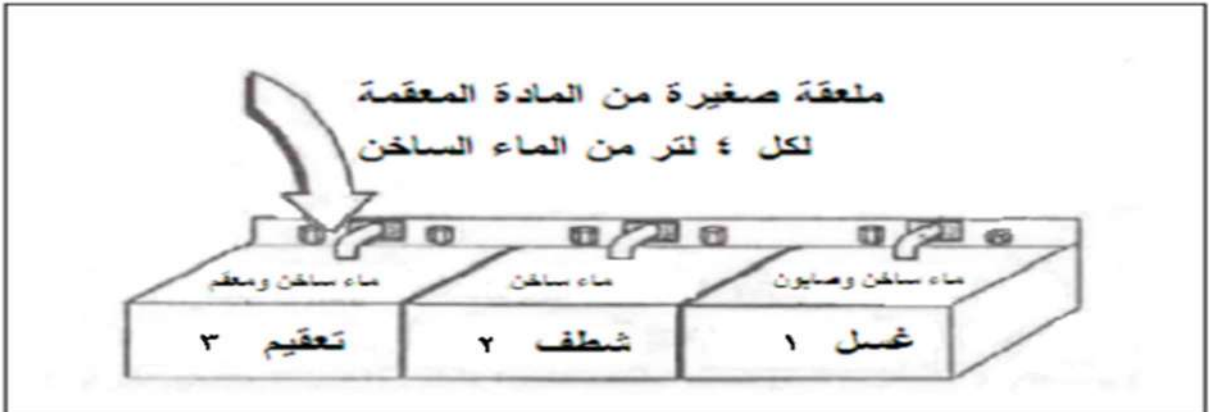 ملعقة صغيرة من المادة المعقمة
لكل ٤ لتر من الماء الساخن
ماء ساخن وصابون
ماء ساخن
ماء ساخن ومعقم
غسل ١
شطف ٢
تعقيم ٣